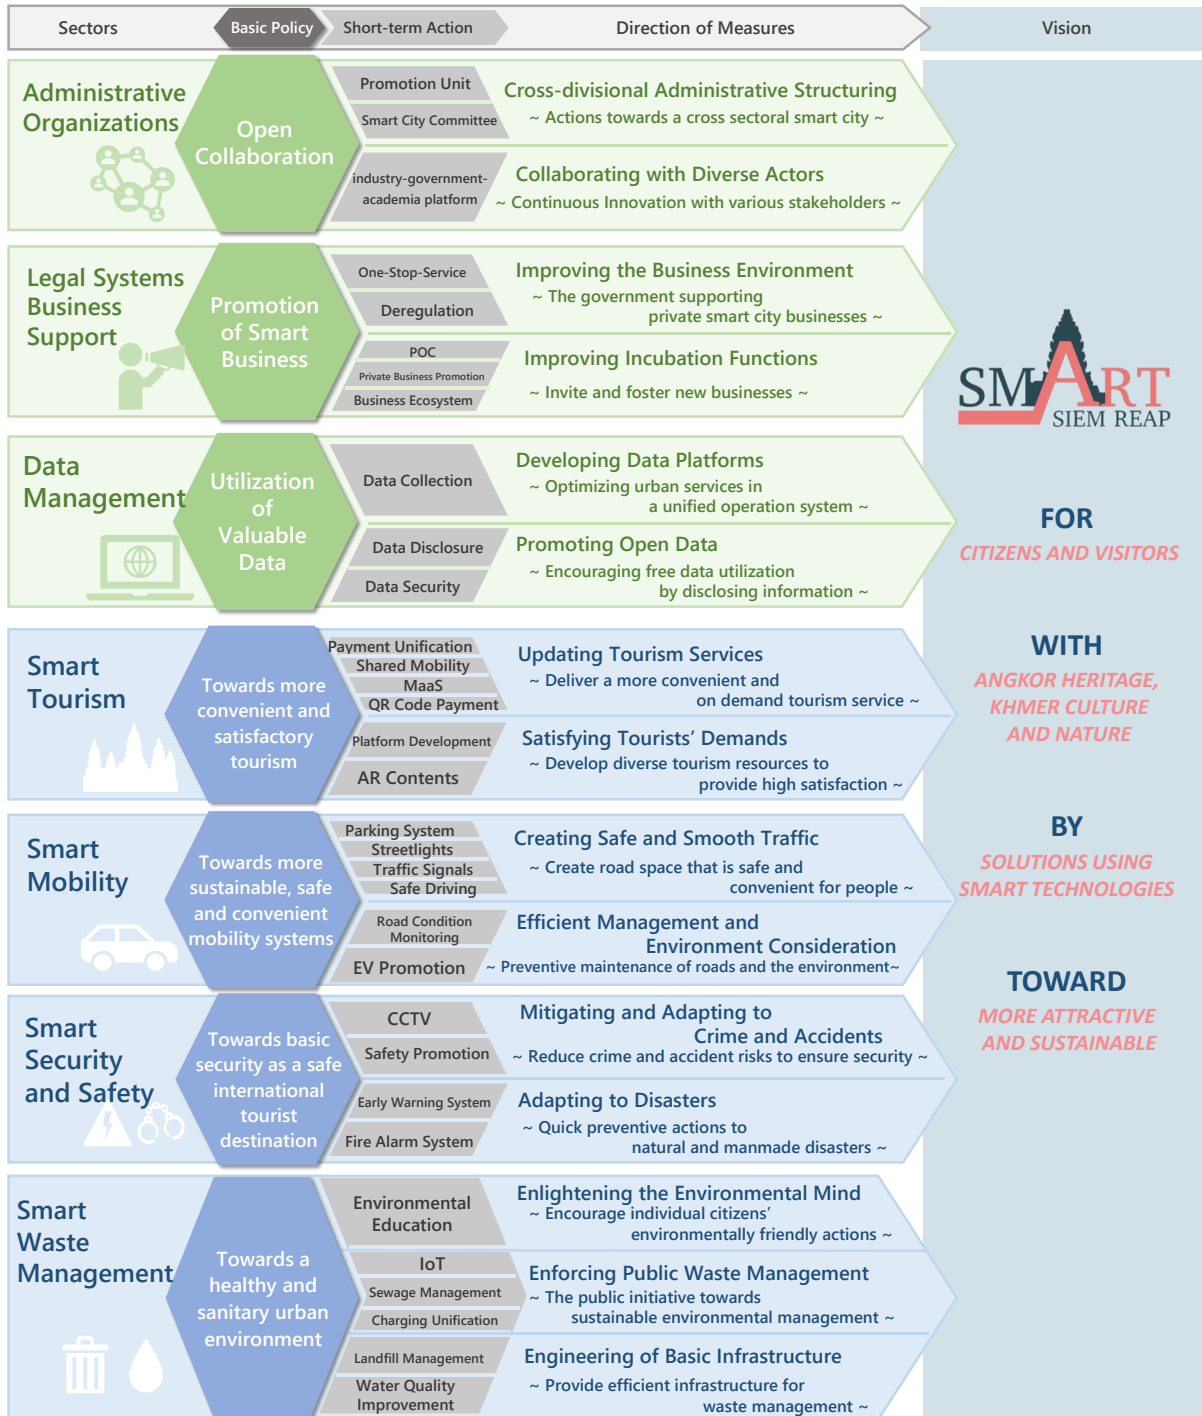 Sectors
Basic Policy
Short-term Action
Direction of Measures
Vision
Administrative
Organizations
Open
Collaboration
Promotion Unit
Smart City Committee
Cross-divisional Administrative Structuring
~ Actions towards a cross sectoral smart city ~
industry-government-
academia platform
Collaborating with Diverse Actors
~ Continuous Innovation with various stakeholders ~
Legal Systems
Business
Support
Promotion
of Smart
Business
One-Stop-Service
Deregulation
Improving the Business Environment
~ The government supporting
private smart city businesses ~
POC
Private Business Promotion
Business Ecosystem
Improving Incubation Functions
~ Invite and foster new businesses ~
Data
Management
Utilization
of
Valuable
Data
Data Collection
Developing Data Platforms
~ Optimizing urban services in
a unified operation system ~
Data Disclosure
Data Security
Promoting Open Data
~ Encouraging free data utilization
by disclosing information ~
Smart
Tourism
Towards more
convenient and
satisfactory
tourism
Payment Unification
Shared Mobility
MaaS
QR Code Payment
Updating Tourism Services
~ Deliver a more convenient and
on demand tourism service ~
Platform Development
AR Contents
Satisfying Tourists' Demands
~ Develop diverse tourism resources to
provide high satisfaction ~
Smart
Mobility
Towards more
sustainable, safe
and convenient
mobility systems
Parking System
Streetlights
Traffic Signals
Safe Driving
Creating Safe and Smooth Traffic
~ Create road space that is safe and
convenient for people ~
Road Condition
Monitoring
EV Promotion
Efficient Management and
Environment Consideration
~ Preventive maintenance of roads and the environment~
Smart
Security
and Safety
Towards basic
security as a safe
international
tourist
destination
CCTV
Safety Promotion
Mitigating and Adapting to
Crime and Accidents
~ Reduce crime and accident risks to ensure security ~
Early Warning System
Fire Alarm System
Adapting to Disasters
~ Quick preventive actions to
natural and manmade disasters ~
Smart
Waste
Management
Towards a
healthy and
sanitary urban
environment
Environmental
Education
Enlightening the Environmental Mind
~ Encourage individual citizens'
environmentally friendly actions ~
IoT
Sewage Management
Charging Unification
Enforcing Public Waste Management
~ The public initiative towards
sustainable environmental management ~
Landfill Management
Water Quality
Improvement
Engineering of Basic Infrastructure
~ Provide efficient infrastructure for
waste management ~
SMART
SIEM REAP
FOR
CITIZENS AND VISITORS
WITH
ANGKOR HERITAGE,
KHMER CULTURE
AND NATURE
BY
SOLUTIONS USING
SMART TECHNOLOGIES
TOWARD
MORE ATTRACTIVE
AND SUSTAINABLE